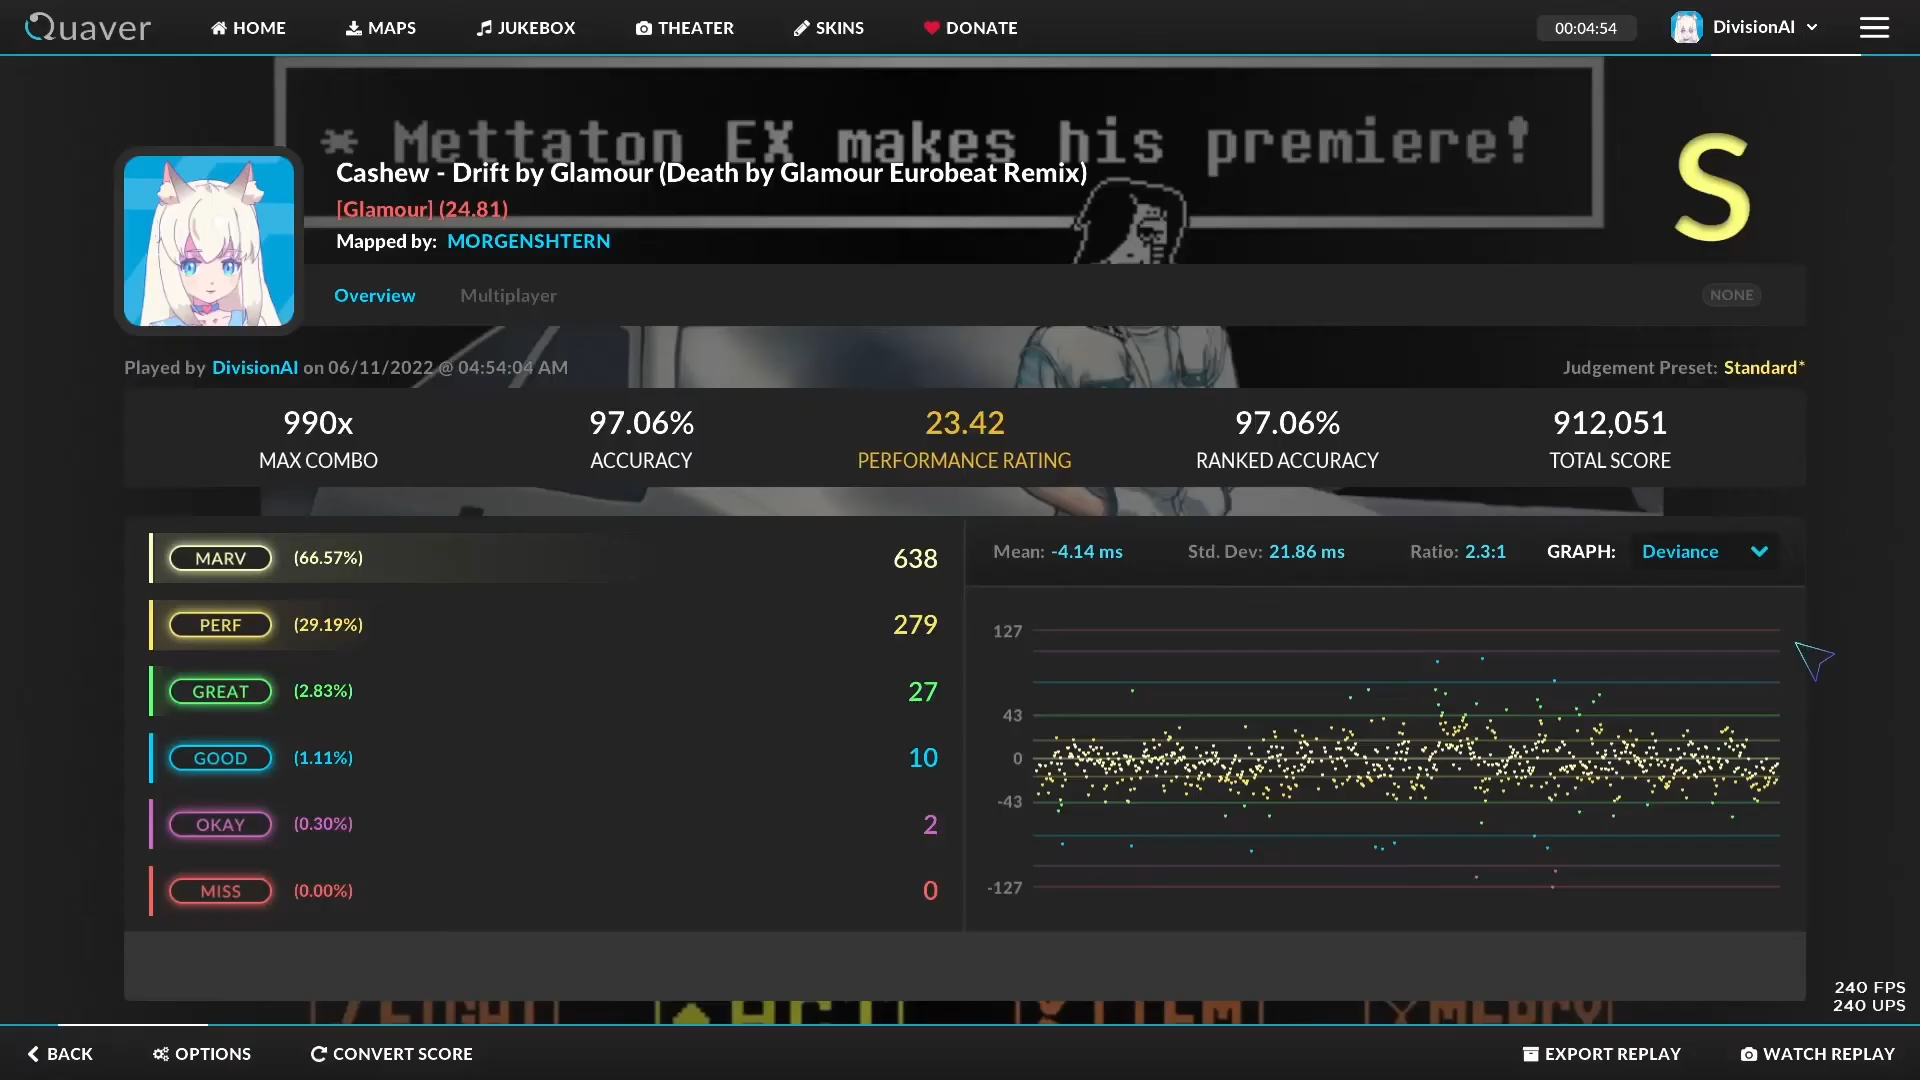 Quaver HOME MAPS JUKEBOX THEATER SKINS DONATE 00:04:54 DivisionAI
* Mettaton EX makes his premiere!
S
Cashew - Drift by Glamour (Death by Glamour Eurobeat Remix)
[Glamour] (24.81)
Mapped by: MORGENSHTERN
Overview Multiplayer NONE
Played by DivisionAI on 06/11/2022 @ 04:54:04 AM Judgement Preset: Standard*
990x 97.06% 23.42 97.06% 912,051
MAX COMBO ACCURACY PERFORMANCE RATING RANKED ACCURACY TOTAL SCORE
MARV (66.57%) 638
PERF (29.19%) 279
GREAT (2.83%) 27
GOOD (1.11%) 10
OKAY (0.30%) 2
MISS (0.00%) 0
Mean: -4.14 ms Std. Dev: 21.86 ms Ratio: 2.3:1 GRAPH: Deviance
127
43
0
-43
-127
240 FPS
240 UPS
ACT ITEM MERCY
BACK OPTIONS CONVERT SCORE EXPORT REPLAY WATCH REPLAY